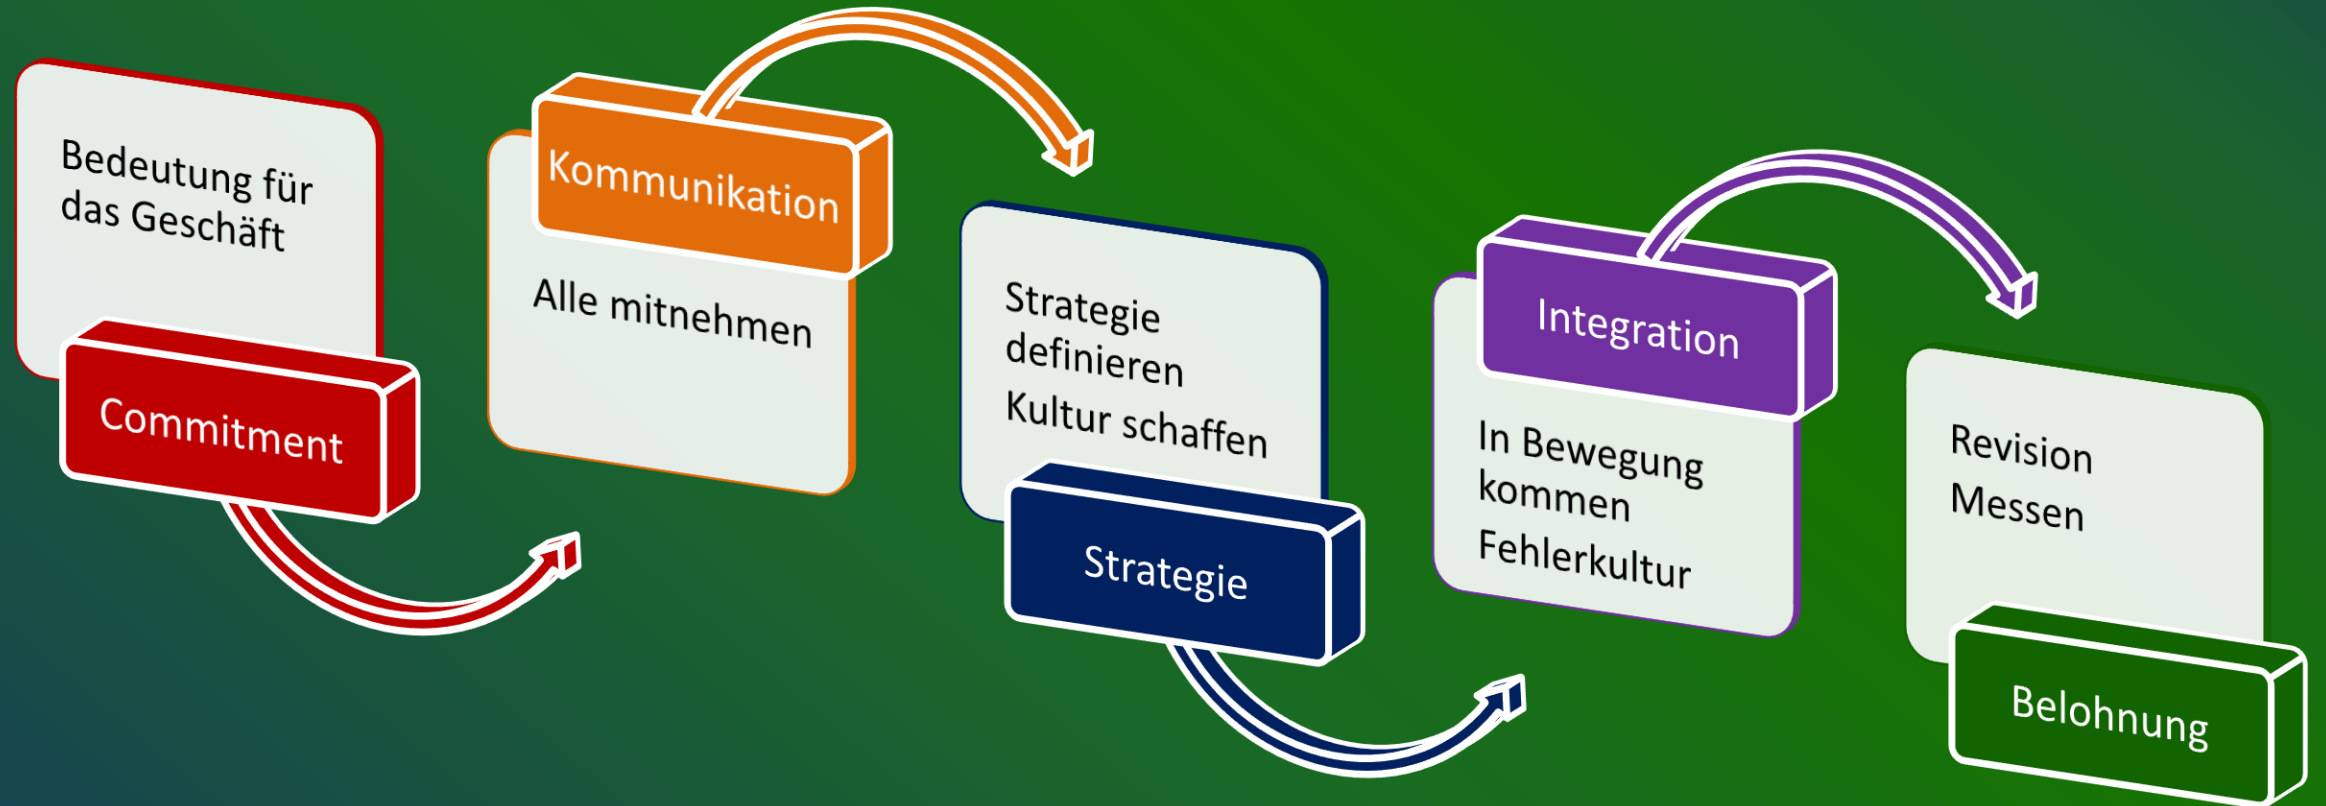 Bedeutung für
das Geschäft
Commitment
Kommunikation
Alle mitnehmen
Strategie
definieren
Kultur schaffen
Strategie
Integration
In Bewegung
kommen
Fehlerkultur
Revision
Messen
Belohnung